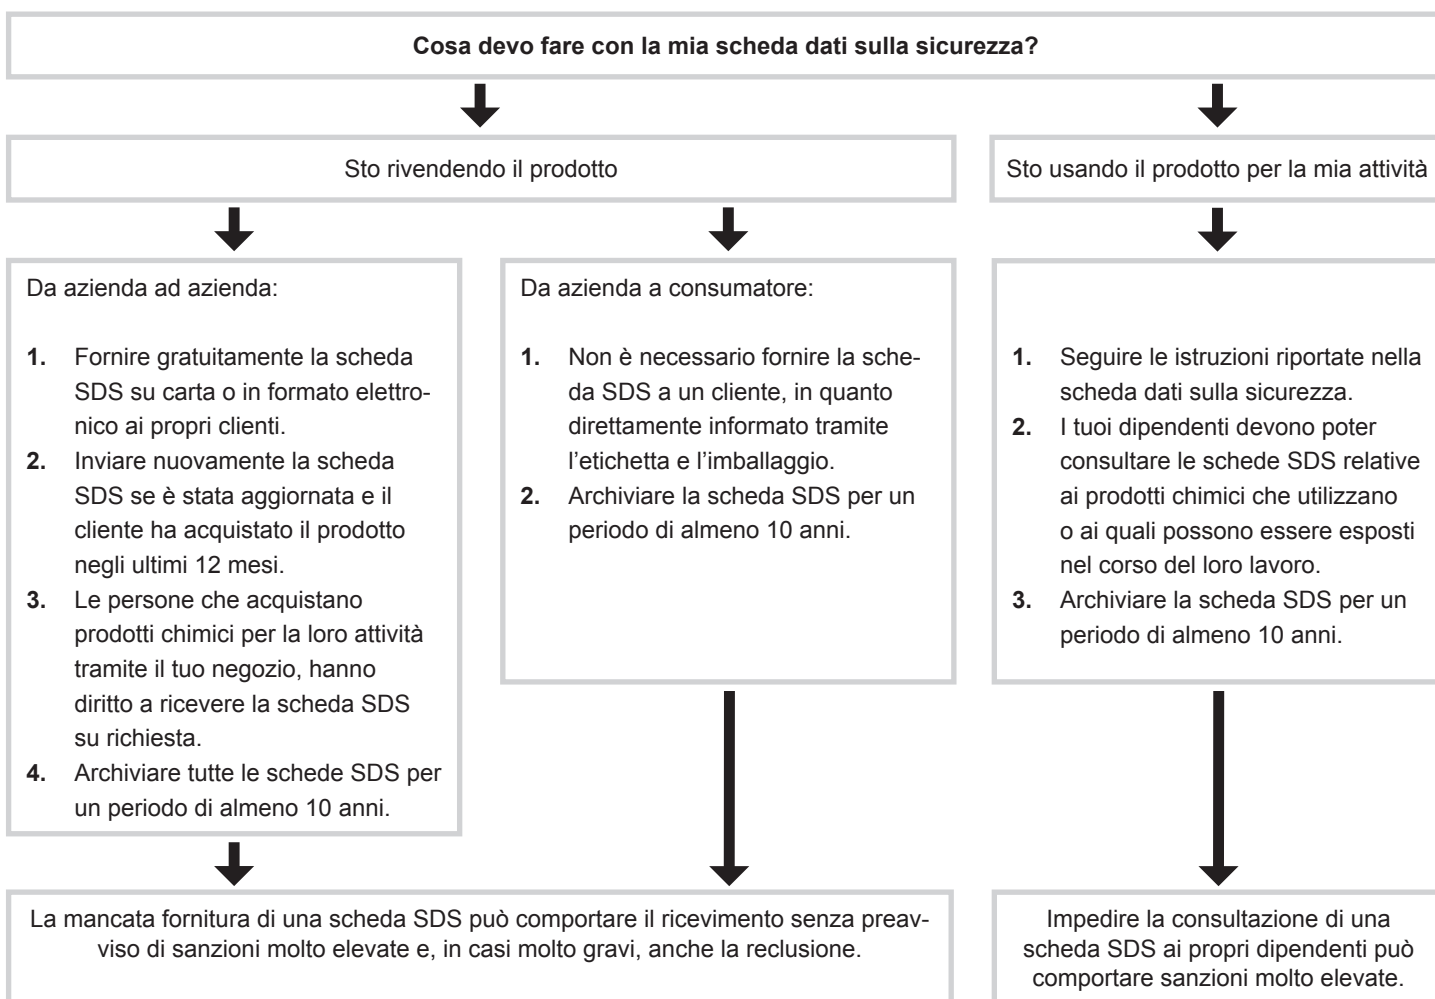 Cosa devo fare con la mia scheda dati sulla sicurezza?
Sto rivendendo il prodotto
Sto usando il prodotto per la mia attività
Da azienda ad azienda:
1. Fornire gratuitamente la scheda
SDS su carta o in formato elettro-
nico ai propri clienti.
2. Inviare nuovamente la scheda
SDS se è stata aggiornata e il
cliente ha acquistato il prodotto
negli ultimi 12 mesi.
3. Le persone che acquistano
prodotti chimici per la loro attività
tramite il tuo negozio, hanno
diritto a ricevere la scheda SDS
su richiesta.
4. Archiviare tutte le schede SDS per
un periodo di almeno 10 anni.
Da azienda a consumatore:
1. Non è necessario fornire la sche-
da SDS a un cliente, in quanto
direttamente informato tramite
l'etichetta e l'imballaggio.
2. Archiviare la scheda SDS per un
periodo di almeno 10 anni.
1. Seguire le istruzioni riportate nella
scheda dati sulla sicurezza.
2. I tuoi dipendenti devono poter
consultare le schede SDS relative
ai prodotti chimici che utilizzano
o ai quali possono essere esposti
nel corso del loro lavoro.
3. Archiviare la scheda SDS per un
periodo di almeno 10 anni.
La mancata fornitura di una scheda SDS può comportare il ricevimento senza preav-
viso di sanzioni molto elevate e, in casi molto gravi, anche la reclusione.
Impedire la consultazione di una
scheda SDS ai propri dipendenti può
comportare sanzioni molto elevate.